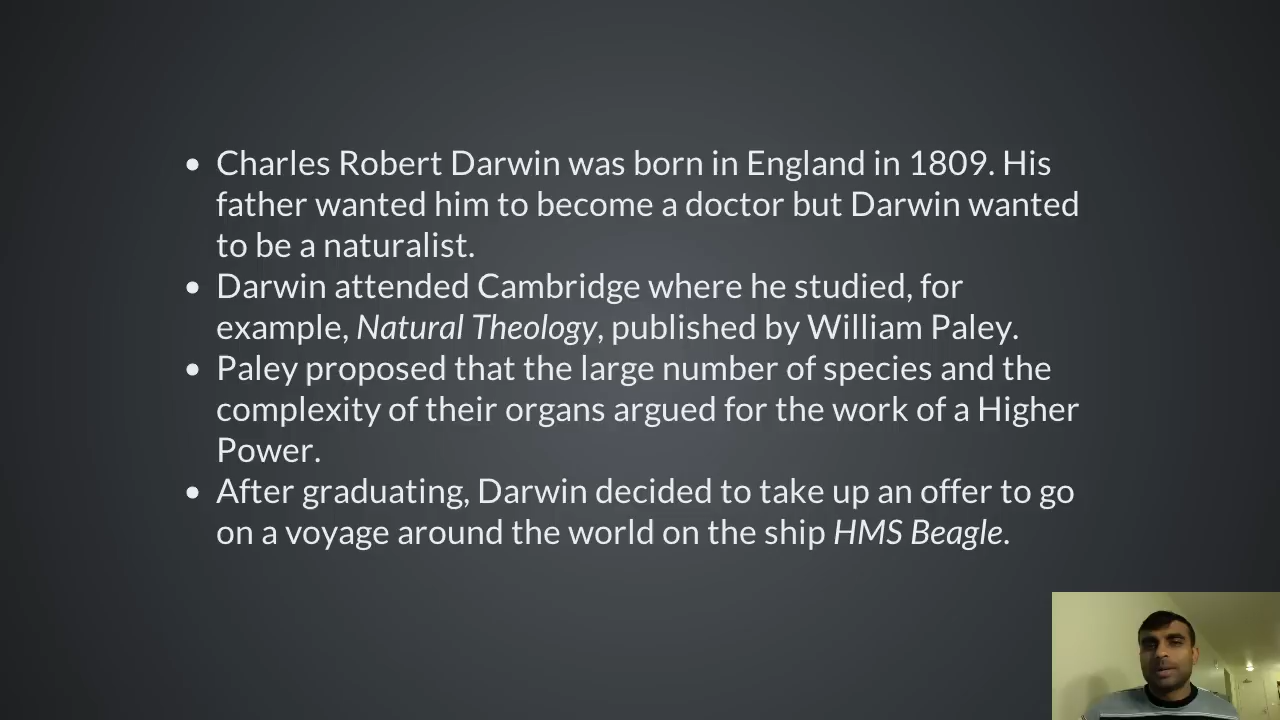 • Charles Robert Darwin was born in England in 1809. His
father wanted him to become a doctor but Darwin wanted
to be a naturalist.
• Darwin attended Cambridge where he studied, for
example, Natural Theology, published by William Paley.
• Paley proposed that the large number of species and the
complexity of their organs argued for the work of a Higher
Power.
• After graduating, Darwin decided to take up an offer to go
on a voyage around the world on the ship HMS Beagle.